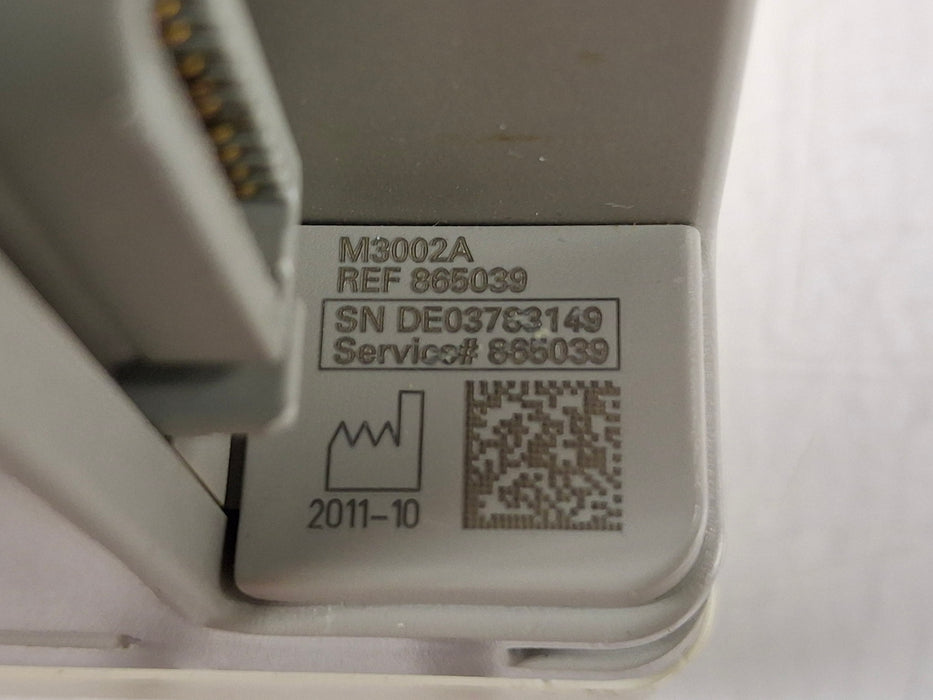 M3002A
REF 865039
SN DE03763149
Service# 865039
2011-10